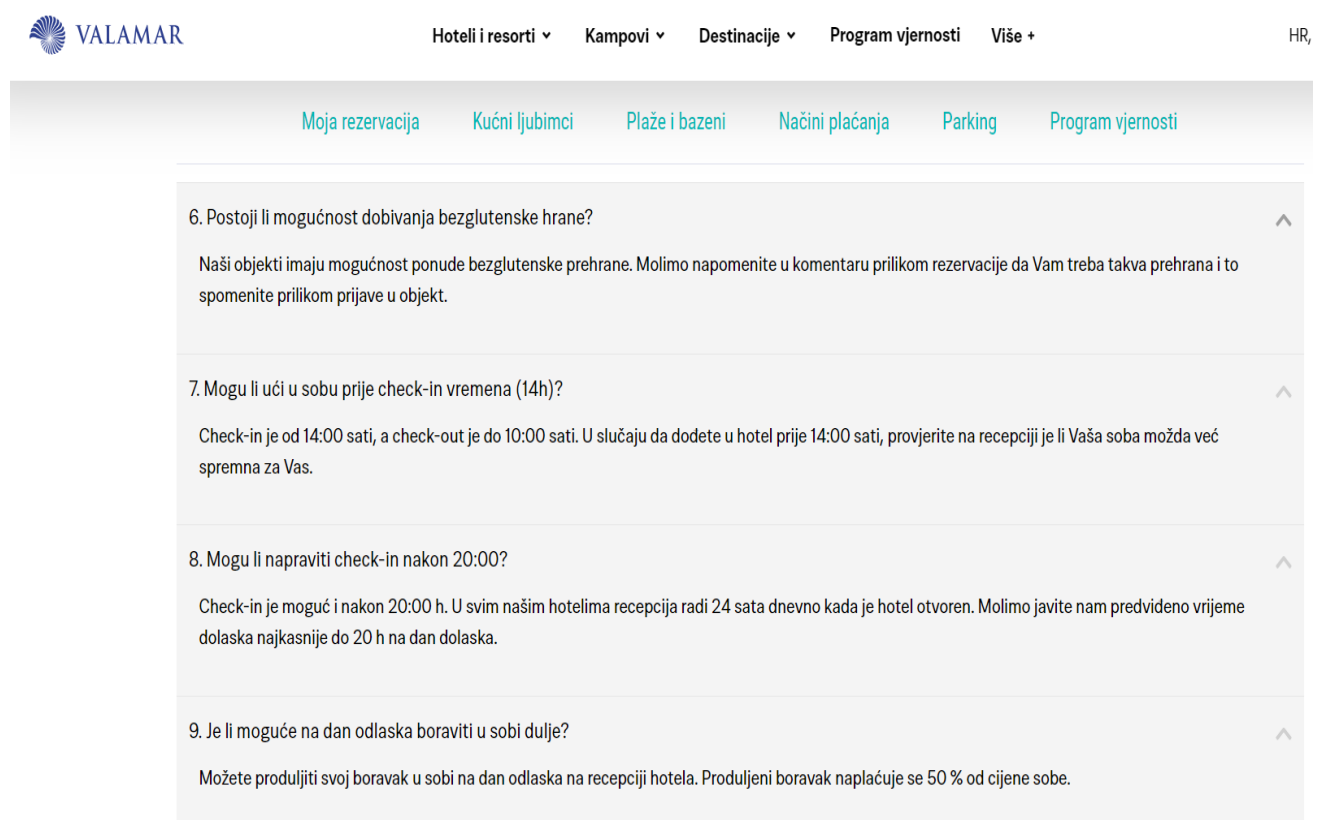 VALAMAR
Hoteli i resorti Kampovi Destinacije Program vjernosti Više + HR,
Moja rezervacija Kućni ljubimci Plaže i bazeni Načini plaćanja Parking Program vjernosti
6. Postoji li mogućnost dobivanja bezglutenske hrane?
Naši objekti imaju mogućnost ponude bezglutenske prehrane. Molimo napomenite u komentaru prilikom rezervacije da Vam treba takva prehrana i to
spomenite prilikom prijave u objekt.
7. Mogu li ući u sobu prije check-in vremena (14h)?
Check-in je od 14:00 sati, a check-out je do 10:00 sati. U slučaju da dođete u hotel prije 14:00 sati, provjerite na recepciji je li Vaša soba možda već
spremna za Vas.
8. Mogu li napraviti check-in nakon 20:00?
Check-in je moguć i nakon 20:00 h. U svim našim hotelima recepcija radi 24 sata dnevno kada je hotel otvoren. Molimo javite nam predviđeno vrijeme
dolaska najkasnije do 20 h na dan dolaska.
9. Je li moguće na dan odlaska boraviti u sobi dulje?
Možete produljiti svoj boravak u sobi na dan odlaska na recepciji hotela. Produljeni boravak naplaćuje se 50 % od cijene sobe.